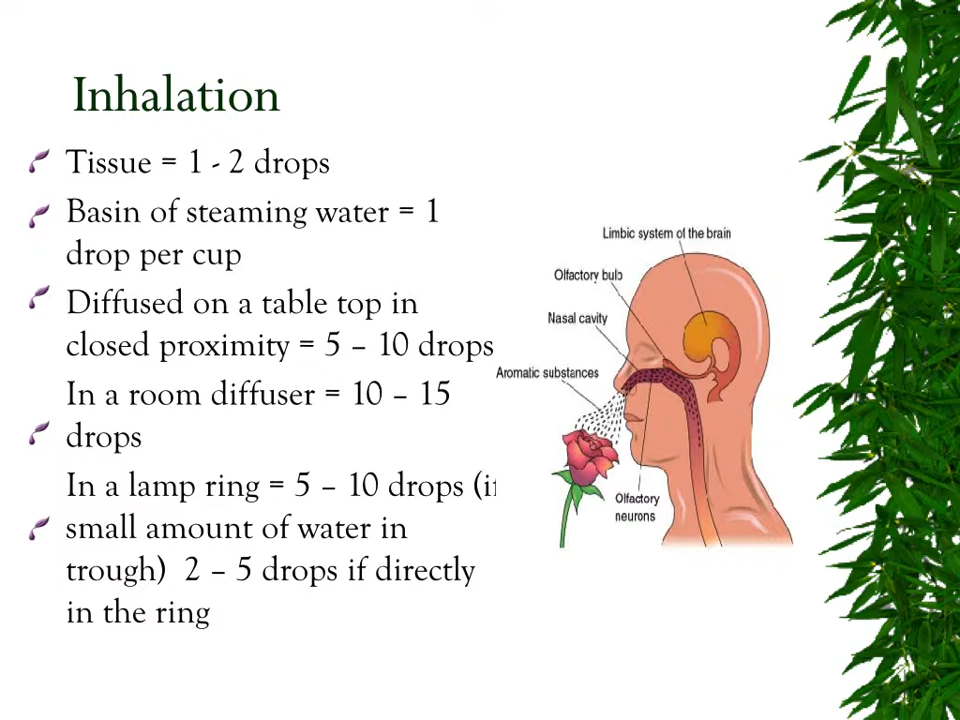 Inhalation
Tissue = 1 - 2 drops
Basin of steaming water = 1
drop per cup
Diffused on a table top in
closed proximity = 5 – 10 drops
In a room diffuser = 10 – 15
drops
In a lamp ring = 5 – 10 drops (if
small amount of water in
trough)  2 – 5 drops if directly
in the ring
Limbic system of the brain
Olfactory bulb
Nasal cavity
Aromatic substances
Olfactory
neurons